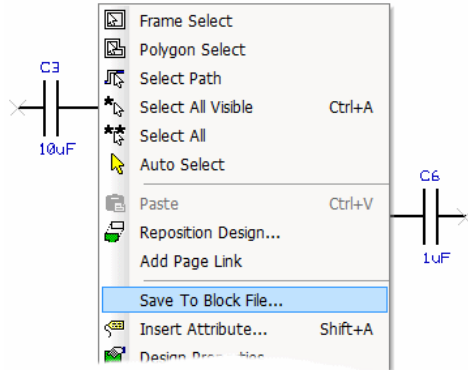 Frame Select
Polygon Select
C3
Select Path
Select All Visible Ctrl+A
Select All
10uF
Auto Select
C6
Paste Ctrl+V
Reposition Design...
Add Page Link
1uF
Save To Block File...
Insert Attribute... Shift+A
Design